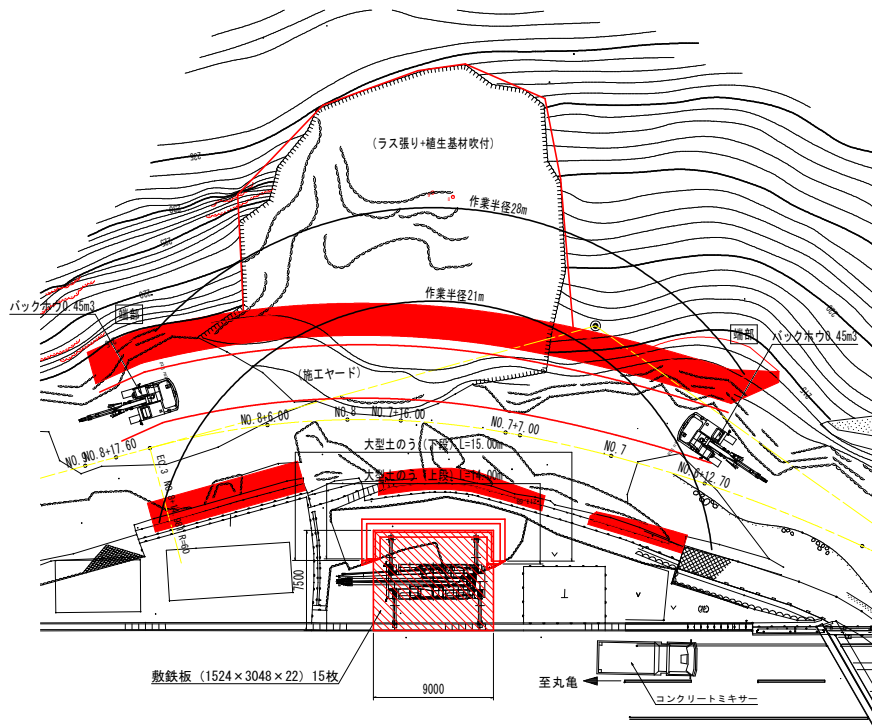 (ラス張り+植生基材吹付)
作業半径28m
作業半径21m
バックホウ0.45m3
端部
端部
バックホウ0.45m3
(施工ヤード)
NO.9
NO.8+17.60
NO.8+6.00
NO.8
NO.7+16.00
NO.7+7.00
NO.7
NO.6+12.70
大型土のう(下段)L=15.00m
大型土のう(上段)L=14.00m
7500
敷鉄板 (1524×3048×22) 15枚
9000
至丸亀
コンクリートミキサー